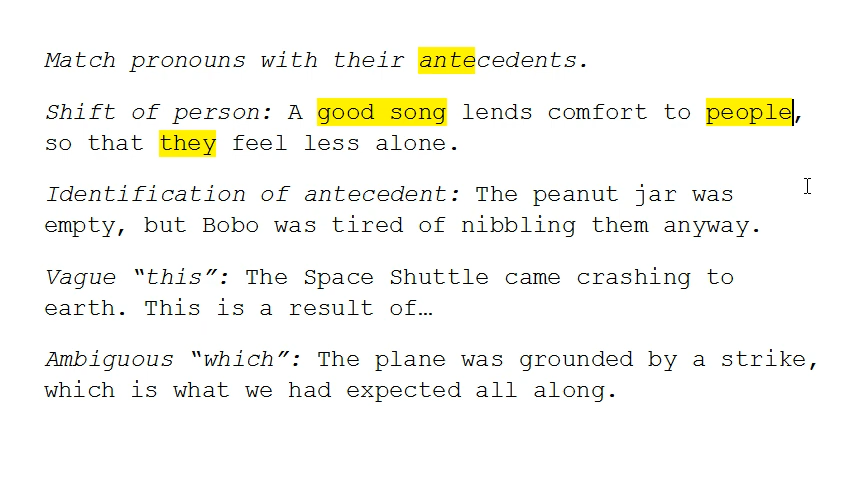 Match pronouns with their antecedents.
Shift of person: A good song lends comfort to people,
so that they feel less alone.
Identification of antecedent: The peanut jar was
empty, but Bobo was tired of nibbling them anyway.
Vague “this”: The Space Shuttle came crashing to
earth. This is a result of…
Ambiguous “which”: The plane was grounded by a strike,
which is what we had expected all along.